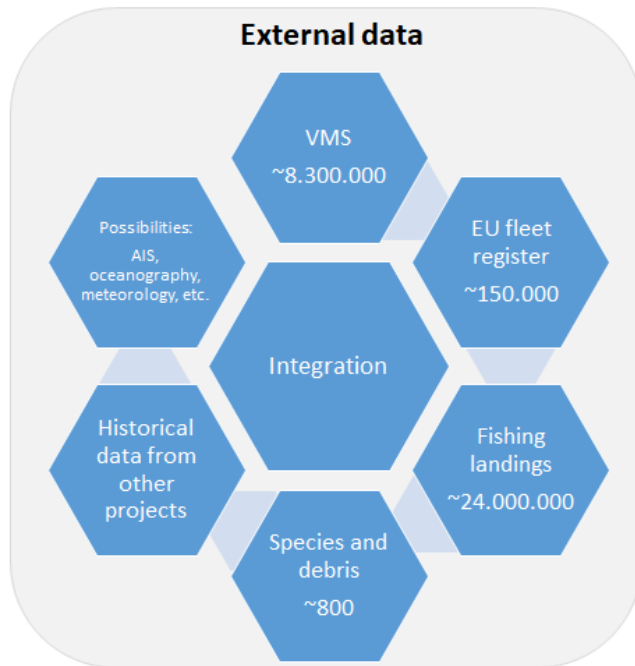 External data
VMS
~8.300.000
EU fleet
register
~150.000
Fishing
landings
~24.000.000
Species and
debris
~800
Historical
data from
other
projects
Possibilities:
AIS,
oceanography,
meteorology, etc.
Integration